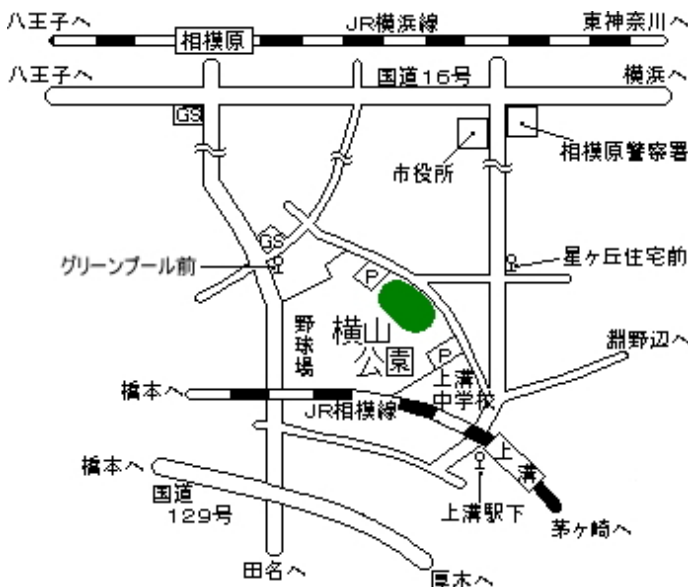 八王子へ
JR横浜線
東神奈川へ
相模原
八王子へ
国道16号
横浜へ
GS
市役所
相模原警察署
GS
グリーンプール前
星ヶ丘住宅前
P
野球場
横山
公園
P
淵野辺へ
上溝
中学校
橋本へ
JR相模線
上溝
橋本へ
国道
129号
上溝駅下
茅ヶ崎へ
田名へ
厚木へ